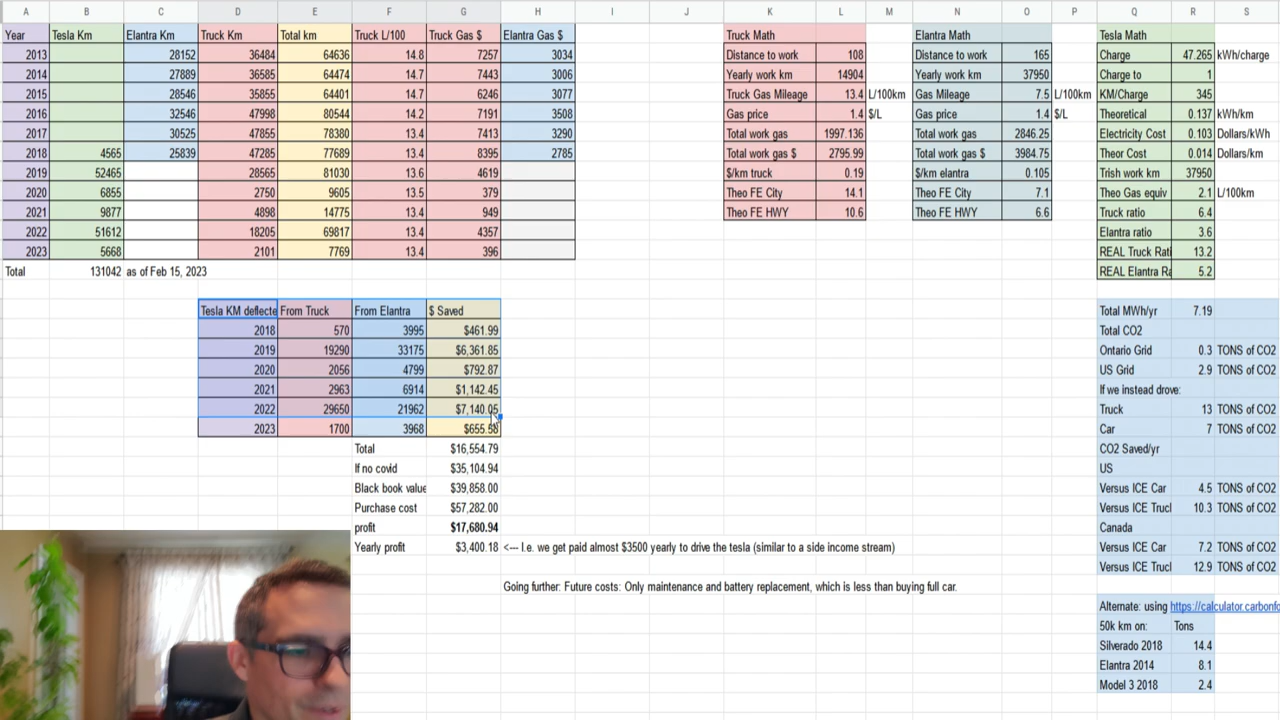 A B C D E F G H I J K L M N O P Q R S
Year Tesla Km Elantra Km Truck Km Total km Truck L/100 Truck Gas $ Elantra Gas $ Truck Math Elantra Math Tesla Math
2013 28152 36484 64636 14.8 7257 3034 Distance to work 108 Distance to work 165 Charge 47.265 kWh/charge
2014 27889 36585 64474 14.7 7443 3006 Yearly work km 14904 Yearly work km 37950 Charge to 1
2015 28546 35855 64401 14.7 6246 3077 Truck Gas Mileage 13.4 L/100km Gas Mileage 7.5 L/100km KM/Charge 345
2016 32546 47998 80544 14.2 7191 3508 Gas price 1.4 $/L Gas price 1.4 $/L Theoretical 0.137 kWh/km
2017 30525 47855 78380 13.4 7413 3290 Total work gas 1997.136 Total work gas 2846.25 Electricity Cost 0.103 Dollars/kWh
2018 4565 25839 47285 77689 13.4 8395 2785 Total work gas $ 2795.99 Total work gas $ 3984.75 Theor Cost 0.014 Dollars/km
2019 52465 28565 81030 13.6 4619 $/km truck 0.19 $/km elantra 0.105 Trish work km 37950
2020 6855 2750 9605 13.5 379 Theo FE City 14.1 Theo FE City 7.1 Theo Gas equiv 2.1 L/100km
2021 9877 4898 14775 13.4 949 Theo FE HWY 10.6 Theo FE HWY 6.6 Truck ratio 6.4
2022 51612 18205 69817 13.4 4357 Elantra ratio 3.6
2023 5668 2101 7769 13.4 396 REAL Truck Rati 13.2
Total 131042 as of Feb 15, 2023 REAL Elantra Ra 5.2
Tesla KM deflecte From Truck From Elantra $ Saved Total MWh/yr 7.19
2018 570 3995 $461.99 Total CO2
2019 19290 33175 $6,361.85 Ontario Grid 0.3 TONS of CO2
2020 2056 4799 $792.87 US Grid 2.9 TONS of CO2
2021 2963 6914 $1,142.45 If we instead drove:
2022 29650 21962 $7,140.05 Truck 13 TONS of CO2
2023 1700 3968 $655.58 Car 7 TONS of CO2
Total $16,554.79 CO2 Saved/yr
If no covid $35,104.94 US
Black book value $39,858.00 Versus ICE Car 4.5 TONS of CO2
Purchase cost $57,282.00 Versus ICE Trucl 10.3 TONS of CO2
profit $17,680.94 Canada
Yearly profit $3,400.18 <--- I.e. we get paid almost $3500 yearly to drive the tesla (similar to a side income stream) Versus ICE Car 7.2 TONS of CO2
Versus ICE Trucl 12.9 TONS of CO2
Going further: Future costs: Only maintenance and battery replacement, which is less than buying full car.
Alternate: using https://calculator.carbonfo
50k km on: Tons
Silverado 2018 14.4
Elantra 2014 8.1
Model 3 2018 2.4